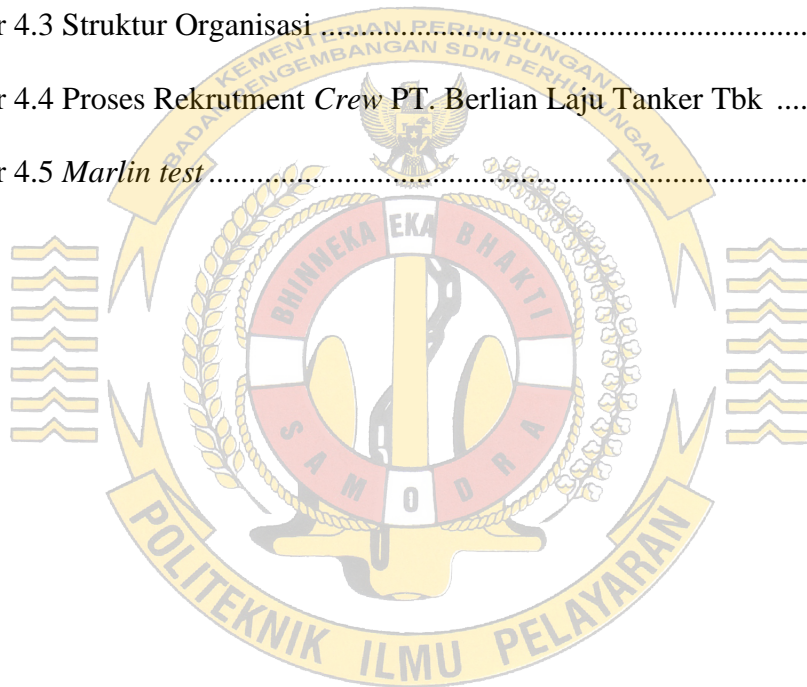 r 4.3 Struktur Organisasi ..........................................................
r 4.4 Proses Rekrutment Crew PT. Berlian Laju Tanker Tbk ....
r 4.5 Marlin test ........................................................................
KEMENTERIAN PERHUBUNGAN
BADAN PENGEMBANGAN SDM PERHUBUNGAN
BHINNEKA EKA BHAKTI
SAMODRA
POLITEKNIK ILMU PELAYARAN